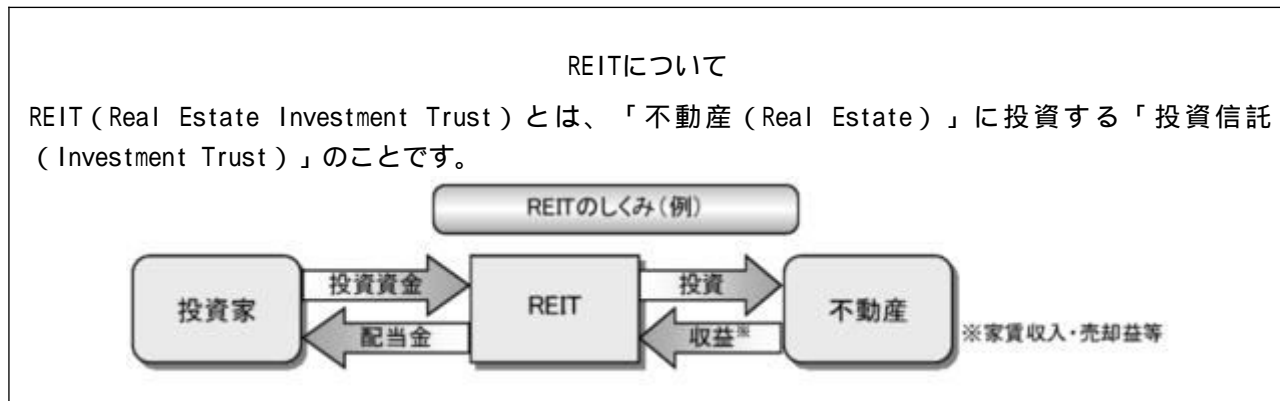 REITについて
REIT(Real Estate Investment Trust)とは、「不動産(Real Estate)」に投資する「投資信託
(Investment Trust)」のことです。
REITのしくみ(例)
投資資金
投資
投資家
REIT
不動産
配当金
収益※
※家賃収入・売却益等